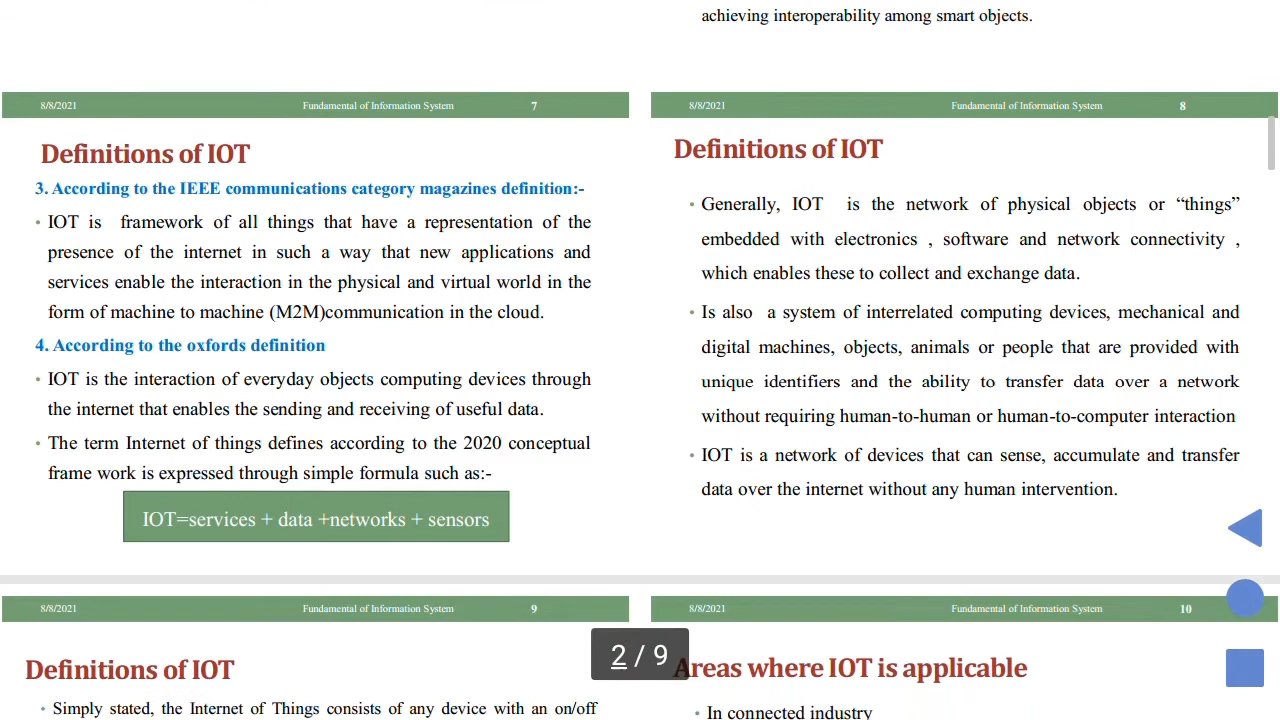 achieving interoperability among smart objects.
8/8/2021 Fundamental of Information System 7
Definitions of IOT
3. According to the IEEE communications category magazines definition:-
• IOT is framework of all things that have a representation of the
presence of the internet in such a way that new applications and
services enable the interaction in the physical and virtual world in the
form of machine to machine (M2M)communication in the cloud.
4. According to the oxfords definition
• IOT is the interaction of everyday objects computing devices through
the internet that enables the sending and receiving of useful data.
• The term Internet of things defines according to the 2020 conceptual
frame work is expressed through simple formula such as:-
IOT=services + data +networks + sensors
8/8/2021 Fundamental of Information System 8
Definitions of IOT
• Generally, IOT is the network of physical objects or “things”
embedded with electronics , software and network connectivity ,
which enables these to collect and exchange data.
• Is also a system of interrelated computing devices, mechanical and
digital machines, objects, animals or people that are provided with
unique identifiers and the ability to transfer data over a network
without requiring human-to-human or human-to-computer interaction
• IOT is a network of devices that can sense, accumulate and transfer
data over the internet without any human intervention.
8/8/2021 Fundamental of Information System 9
Definitions of IOT
• Simply stated, the Internet of Things consists of any device with an on/off
2 / 9
8/8/2021 Fundamental of Information System 10
Areas where IOT is applicable
• In connected industry